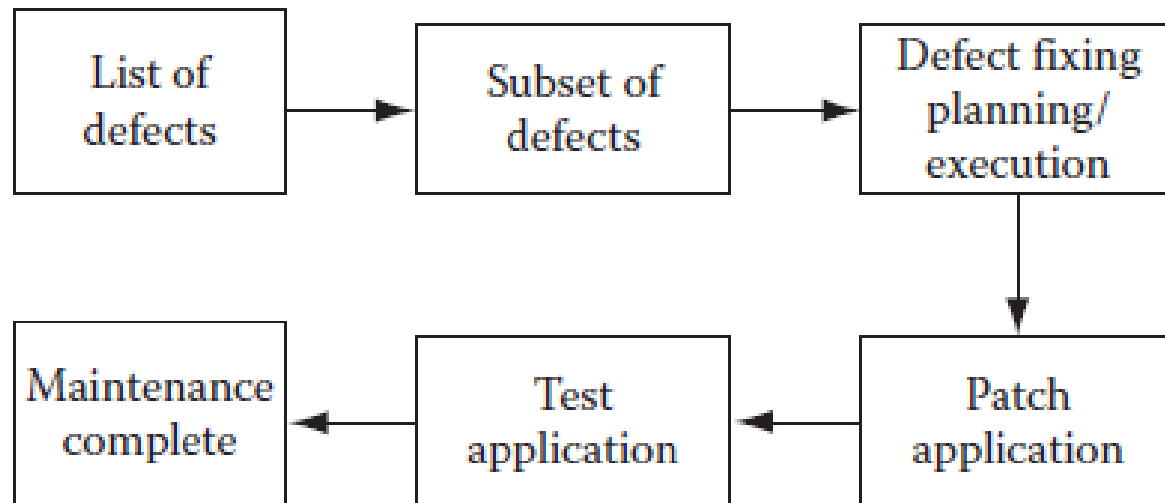 List of
defects
Subset of
defects
Defect fixing
planning/
execution
Maintenance
complete
Test
application
Patch
application